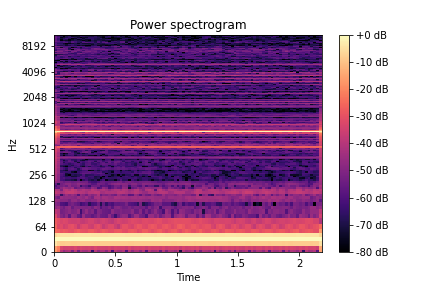 Power spectrogram
Hz
8192
4096
2048
1024
512
256
128
64
0
0
0.5
1
1.5
2
Time
+0 dB
-10 dB
-20 dB
-30 dB
-40 dB
-50 dB
-60 dB
-70 dB
-80 dB